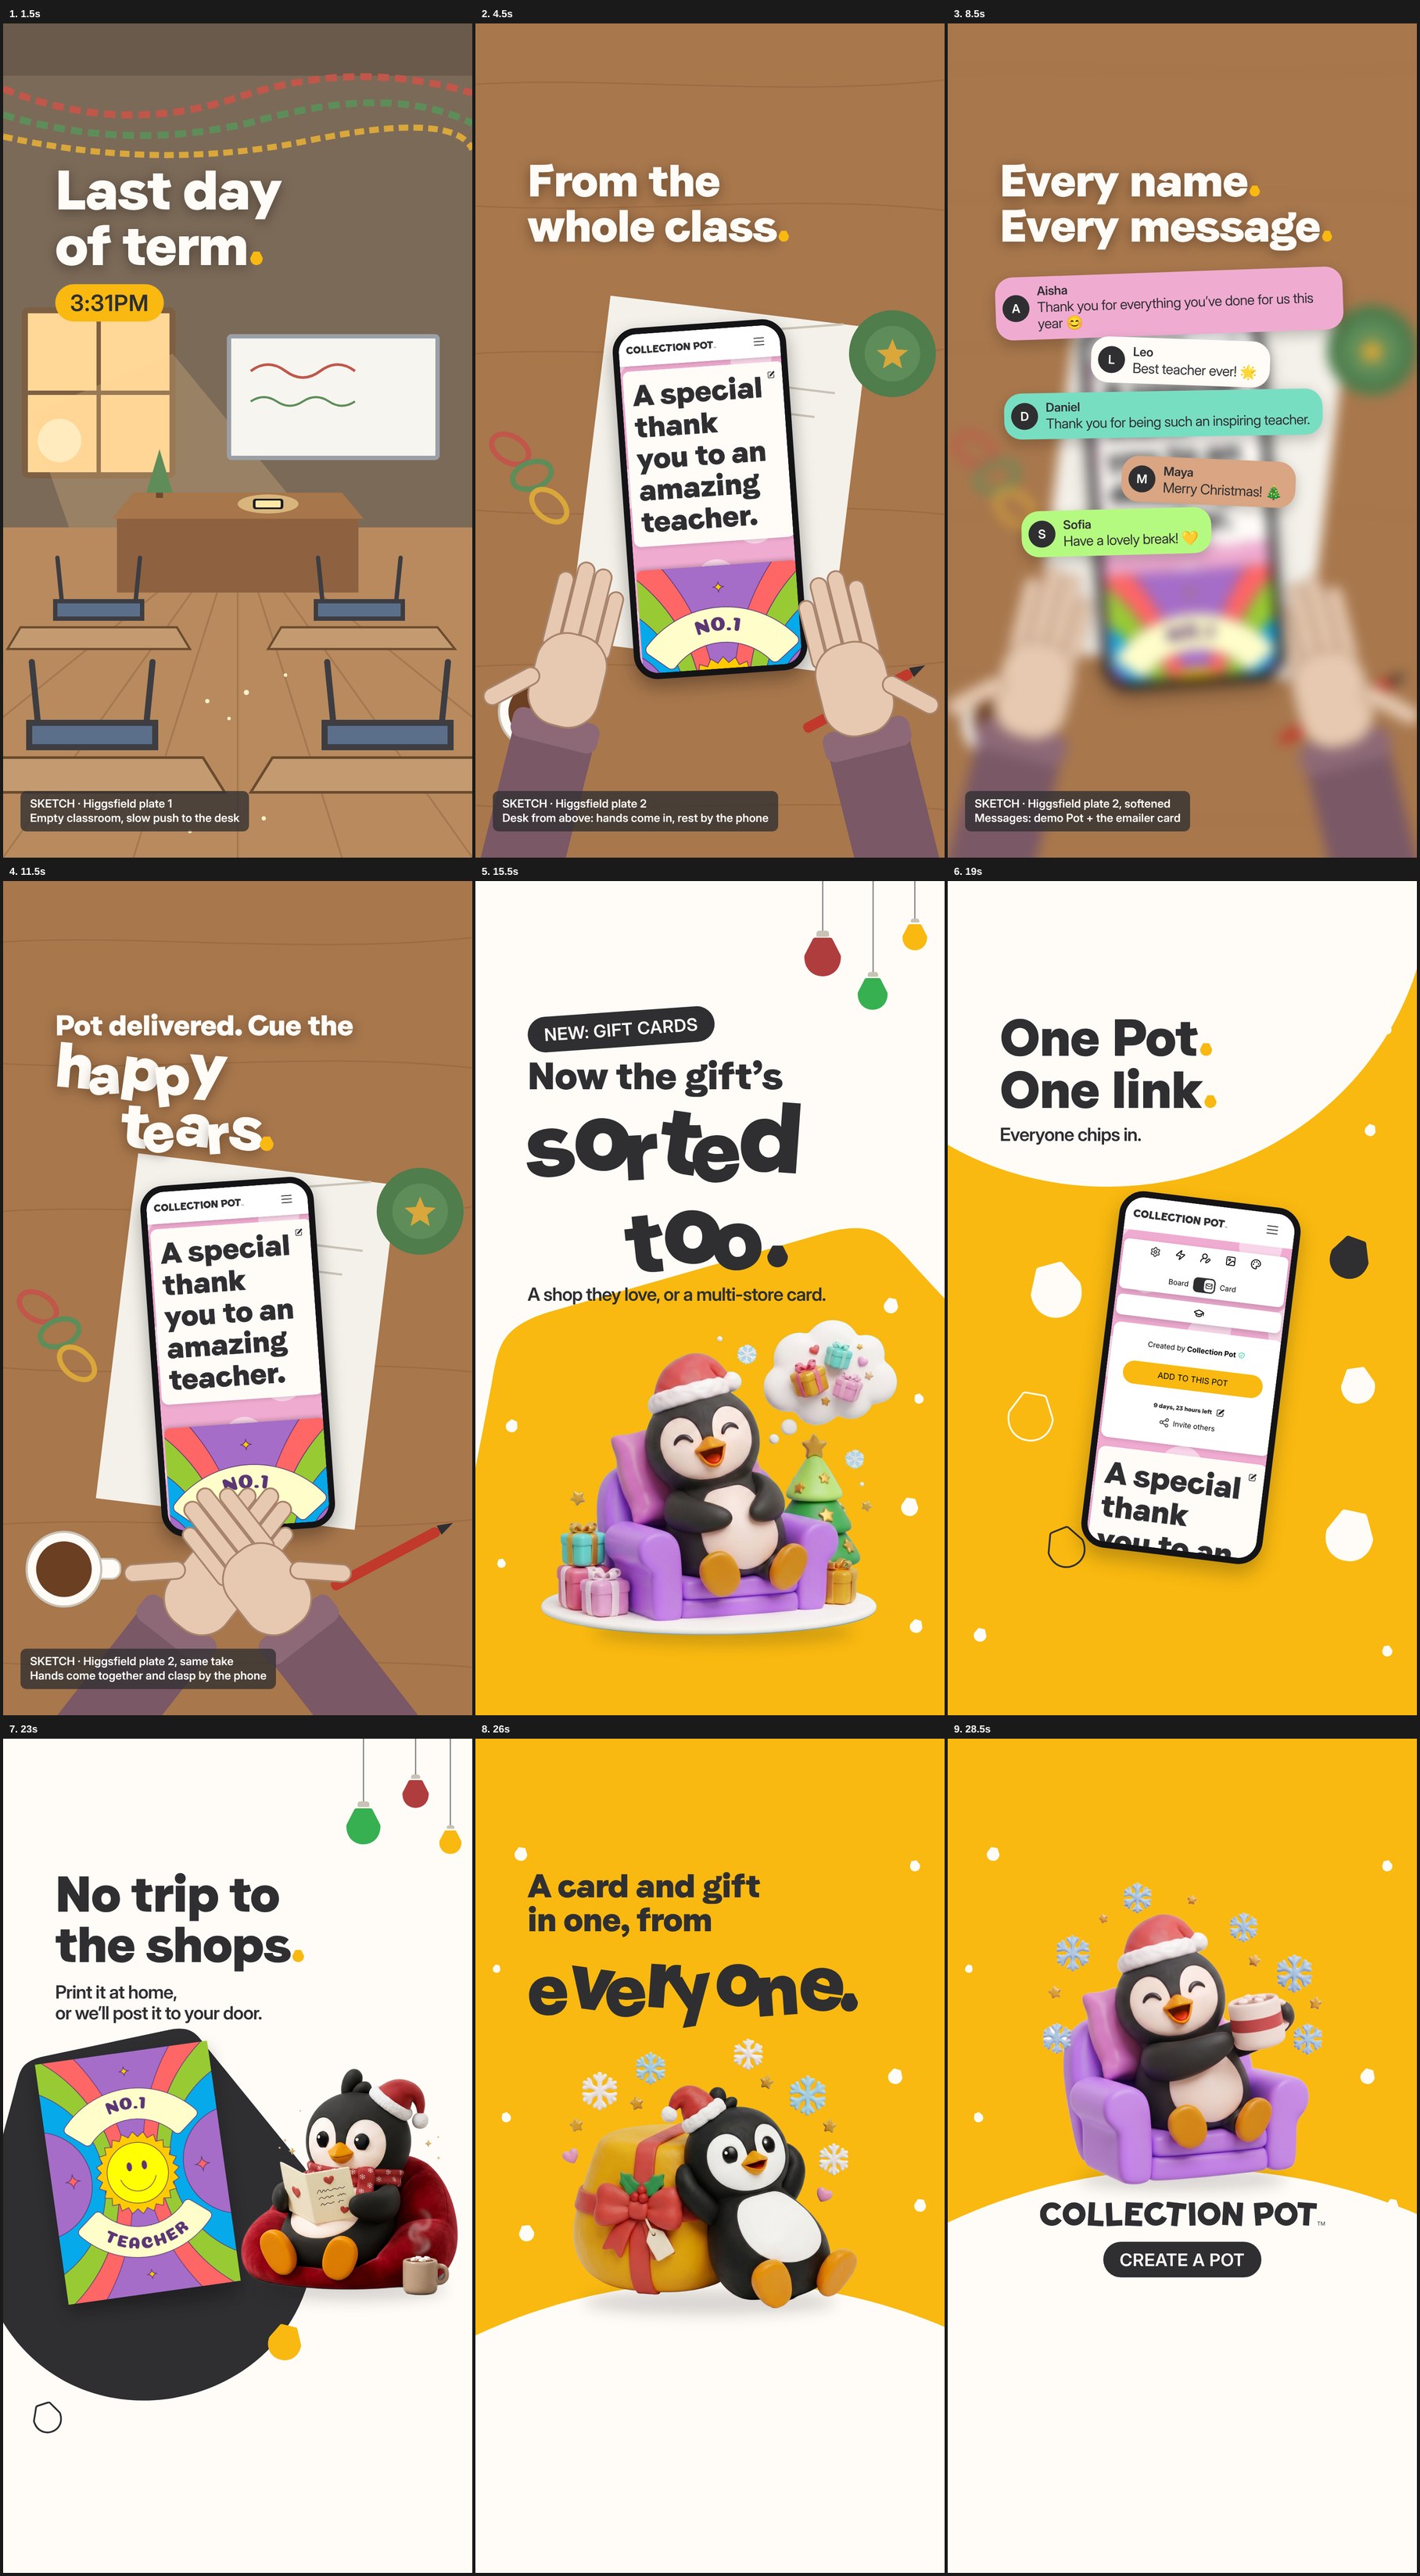 1. 1.5s
Last day
of term.
3:31PM
SKETCH · Higgsfield plate 1
Empty classroom, slow push to the desk
2. 4.5s
From the
whole class.
COLLECTION POT
A special
thank
you to an
amazing
teacher.
NO.1
SKETCH · Higgsfield plate 2
Desk from above: hands come in, rest by the phone
3. 8.5s
Every name.
Every message.
A
Aisha
Thank you for everything you've done for us this
year 😊
L
Leo
Best teacher ever! 🌟
D
Daniel
Thank you for being such an inspiring teacher.
M
Maya
Merry Christmas! 🎄
S
Sofia
Have a lovely break! 💛
SKETCH · Higgsfield plate 2, softened
Messages: demo Pot + the emailer card
4. 11.5s
Pot delivered. Cue the
happy
tears.
COLLECTION POT
A special
thank
you to an
amazing
teacher.
NO.1
SKETCH · Higgsfield plate 2, same take
Hands come together and clasp by the phone
5. 15.5s
NEW: GIFT CARDS
Now the gift's
sorted
too.
A shop they love, or a multi-store card.
6. 19s
One Pot.
One link.
Everyone chips in.
COLLECTION POT
Board Card
Created by Collection Pot
ADD TO THIS POT
9 days, 23 hours left
Invite others
A special
thank
you to an
7. 23s
No trip to
the shops.
Print it at home,
or we'll post it to your door.
NO.1
TEACHER
8. 26s
A card and gift
in one, from
everyone.
9. 28.5s
COLLECTION POT™
CREATE A POT